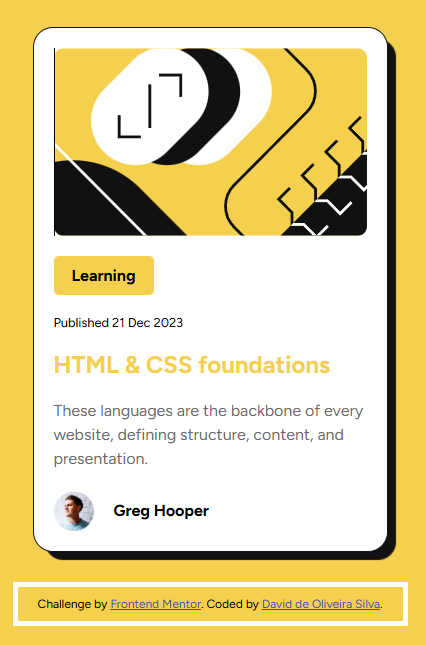 Learning
Published 21 Dec 2023
HTML & CSS foundations
These languages are the backbone of every
website, defining structure, content, and
presentation.
Greg Hooper
Challenge by Frontend Mentor. Coded by David de Oliveira Silva.